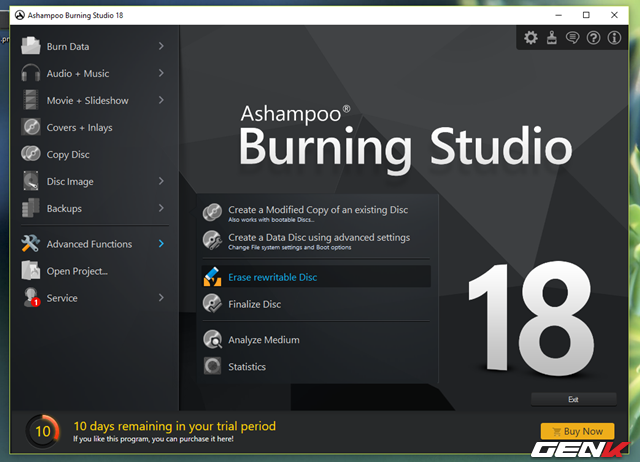 Ashampoo Burning Studio 18
.pr
Burn Data
Audio + Music
Movie + Slideshow
Covers + Inlays
Copy Disc
Disc Image
Backups
Advanced Functions
Open Project...
Service
1
Ashampoo®
Burning Studio
18
Create a Modified Copy of an existing Disc
Also works with bootable Discs...
Create a Data Disc using advanced settings
Change File system settings and Boot options
Erase rewritable Disc
Finalize Disc
Analyze Medium
Statistics
Exit
10
10 days remaining in your trial period
If you like this program, you can purchase it here!
Buy Now
GENK